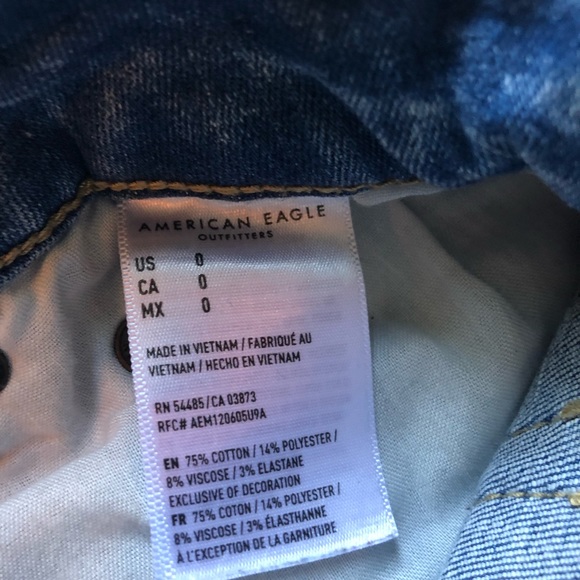 AMERICAN EAGLE
OUTFITTERS
US 0
CA 0
MX 0
MADE IN VIETNAM / FABRIQUÉ AU
VIETNAM / HECHO EN VIETNAM
RN 54485/CA 03873
RFC# AEM120605U9A
EN 75% COTTON / 14% POLYESTER /
8% VISCOSE / 3% ELASTANE
EXCLUSIVE OF DECORATION
FR 75% COTON / 14% POLYESTER /
8% VISCOSE / 3% ÉLASTHANNE
À L'EXCEPTION DE LA GARNITURE